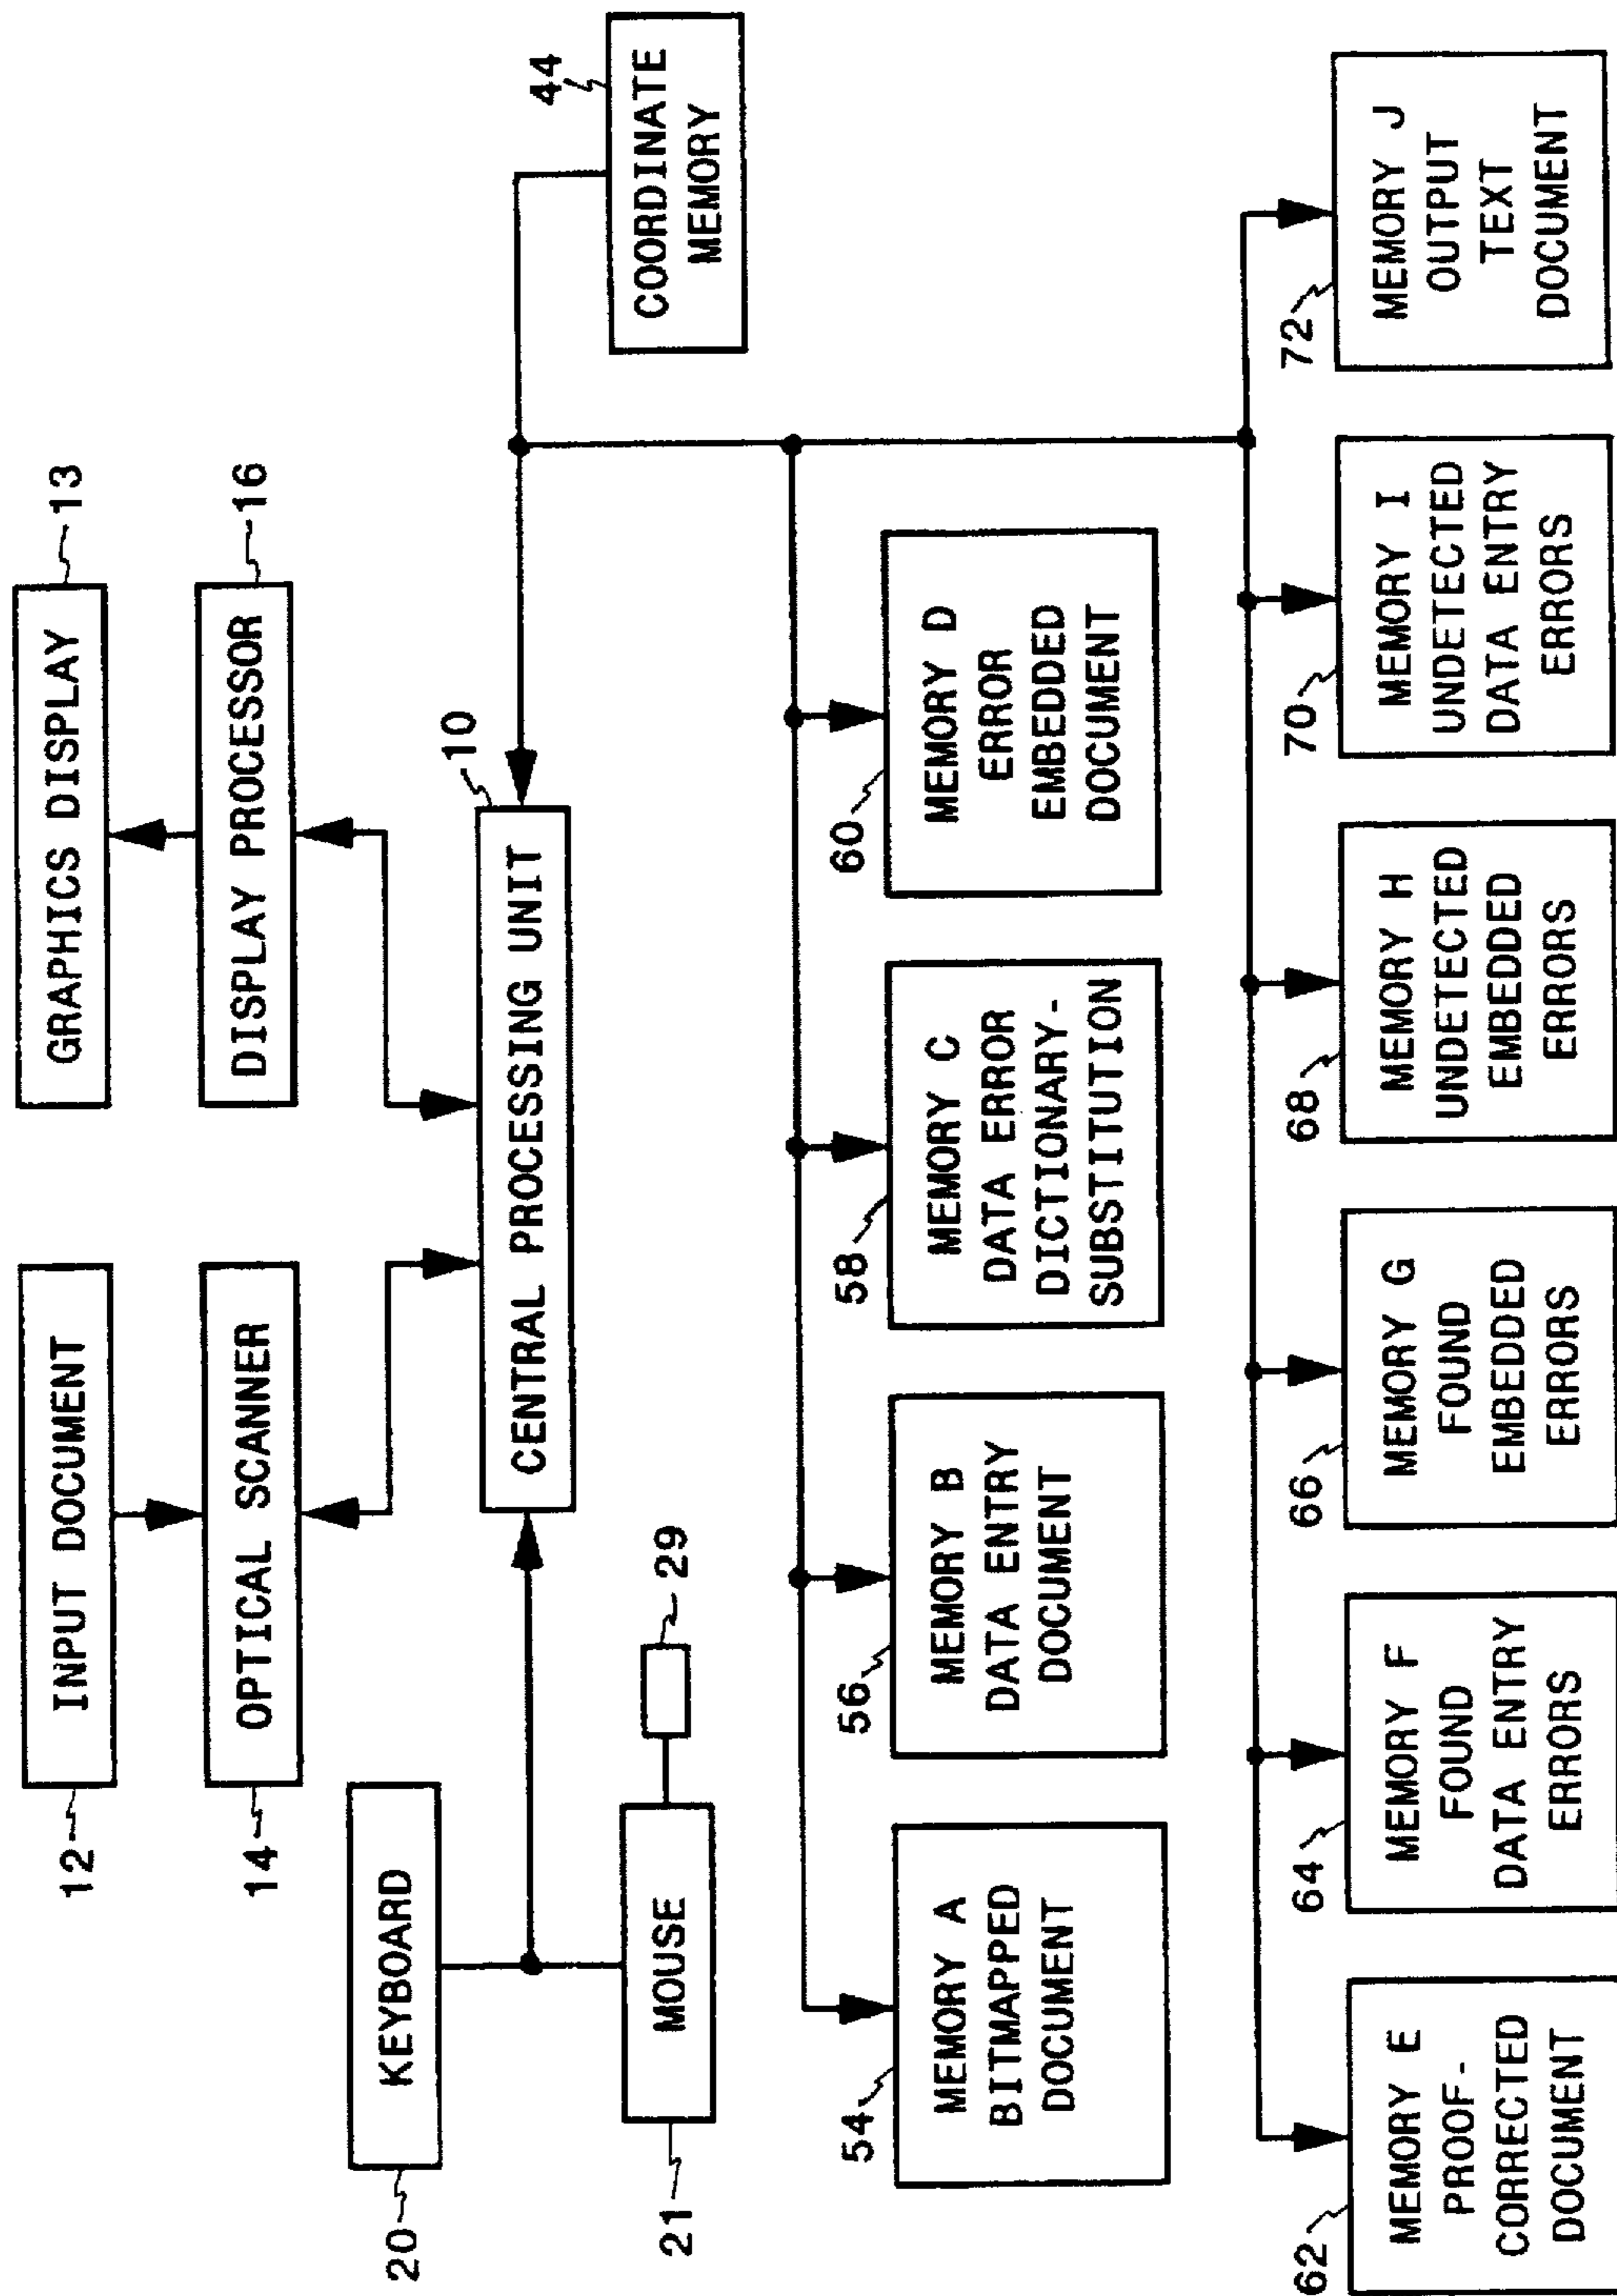 12
INPUT DOCUMENT
GRAPHICS DISPLAY
13
14
OPTICAL SCANNER
DISPLAY PROCESSOR
16
20
KEYBOARD
10
CENTRAL PROCESSING UNIT
21
MOUSE
29
44
COORDINATE
MEMORY
54
MEMORY A
BITMAPPED
DOCUMENT
56
MEMORY B
DATA ENTRY
DOCUMENT
58
MEMORY C
DATA ERROR
DICTIONARY-
SUBSTITUTION
60
MEMORY D
ERROR
EMBEDDED
DOCUMENT
62
MEMORY E
PROOF-
CORRECTED
DOCUMENT
64
MEMORY F
FOUND
DATA ENTRY
ERRORS
66
MEMORY G
FOUND
EMBEDDED
ERRORS
68
MEMORY H
UNDETECTED
EMBEDDED
ERRORS
70
MEMORY I
UNDETECTED
DATA ENTRY
ERRORS
72
MEMORY J
OUTPUT
TEXT
DOCUMENT